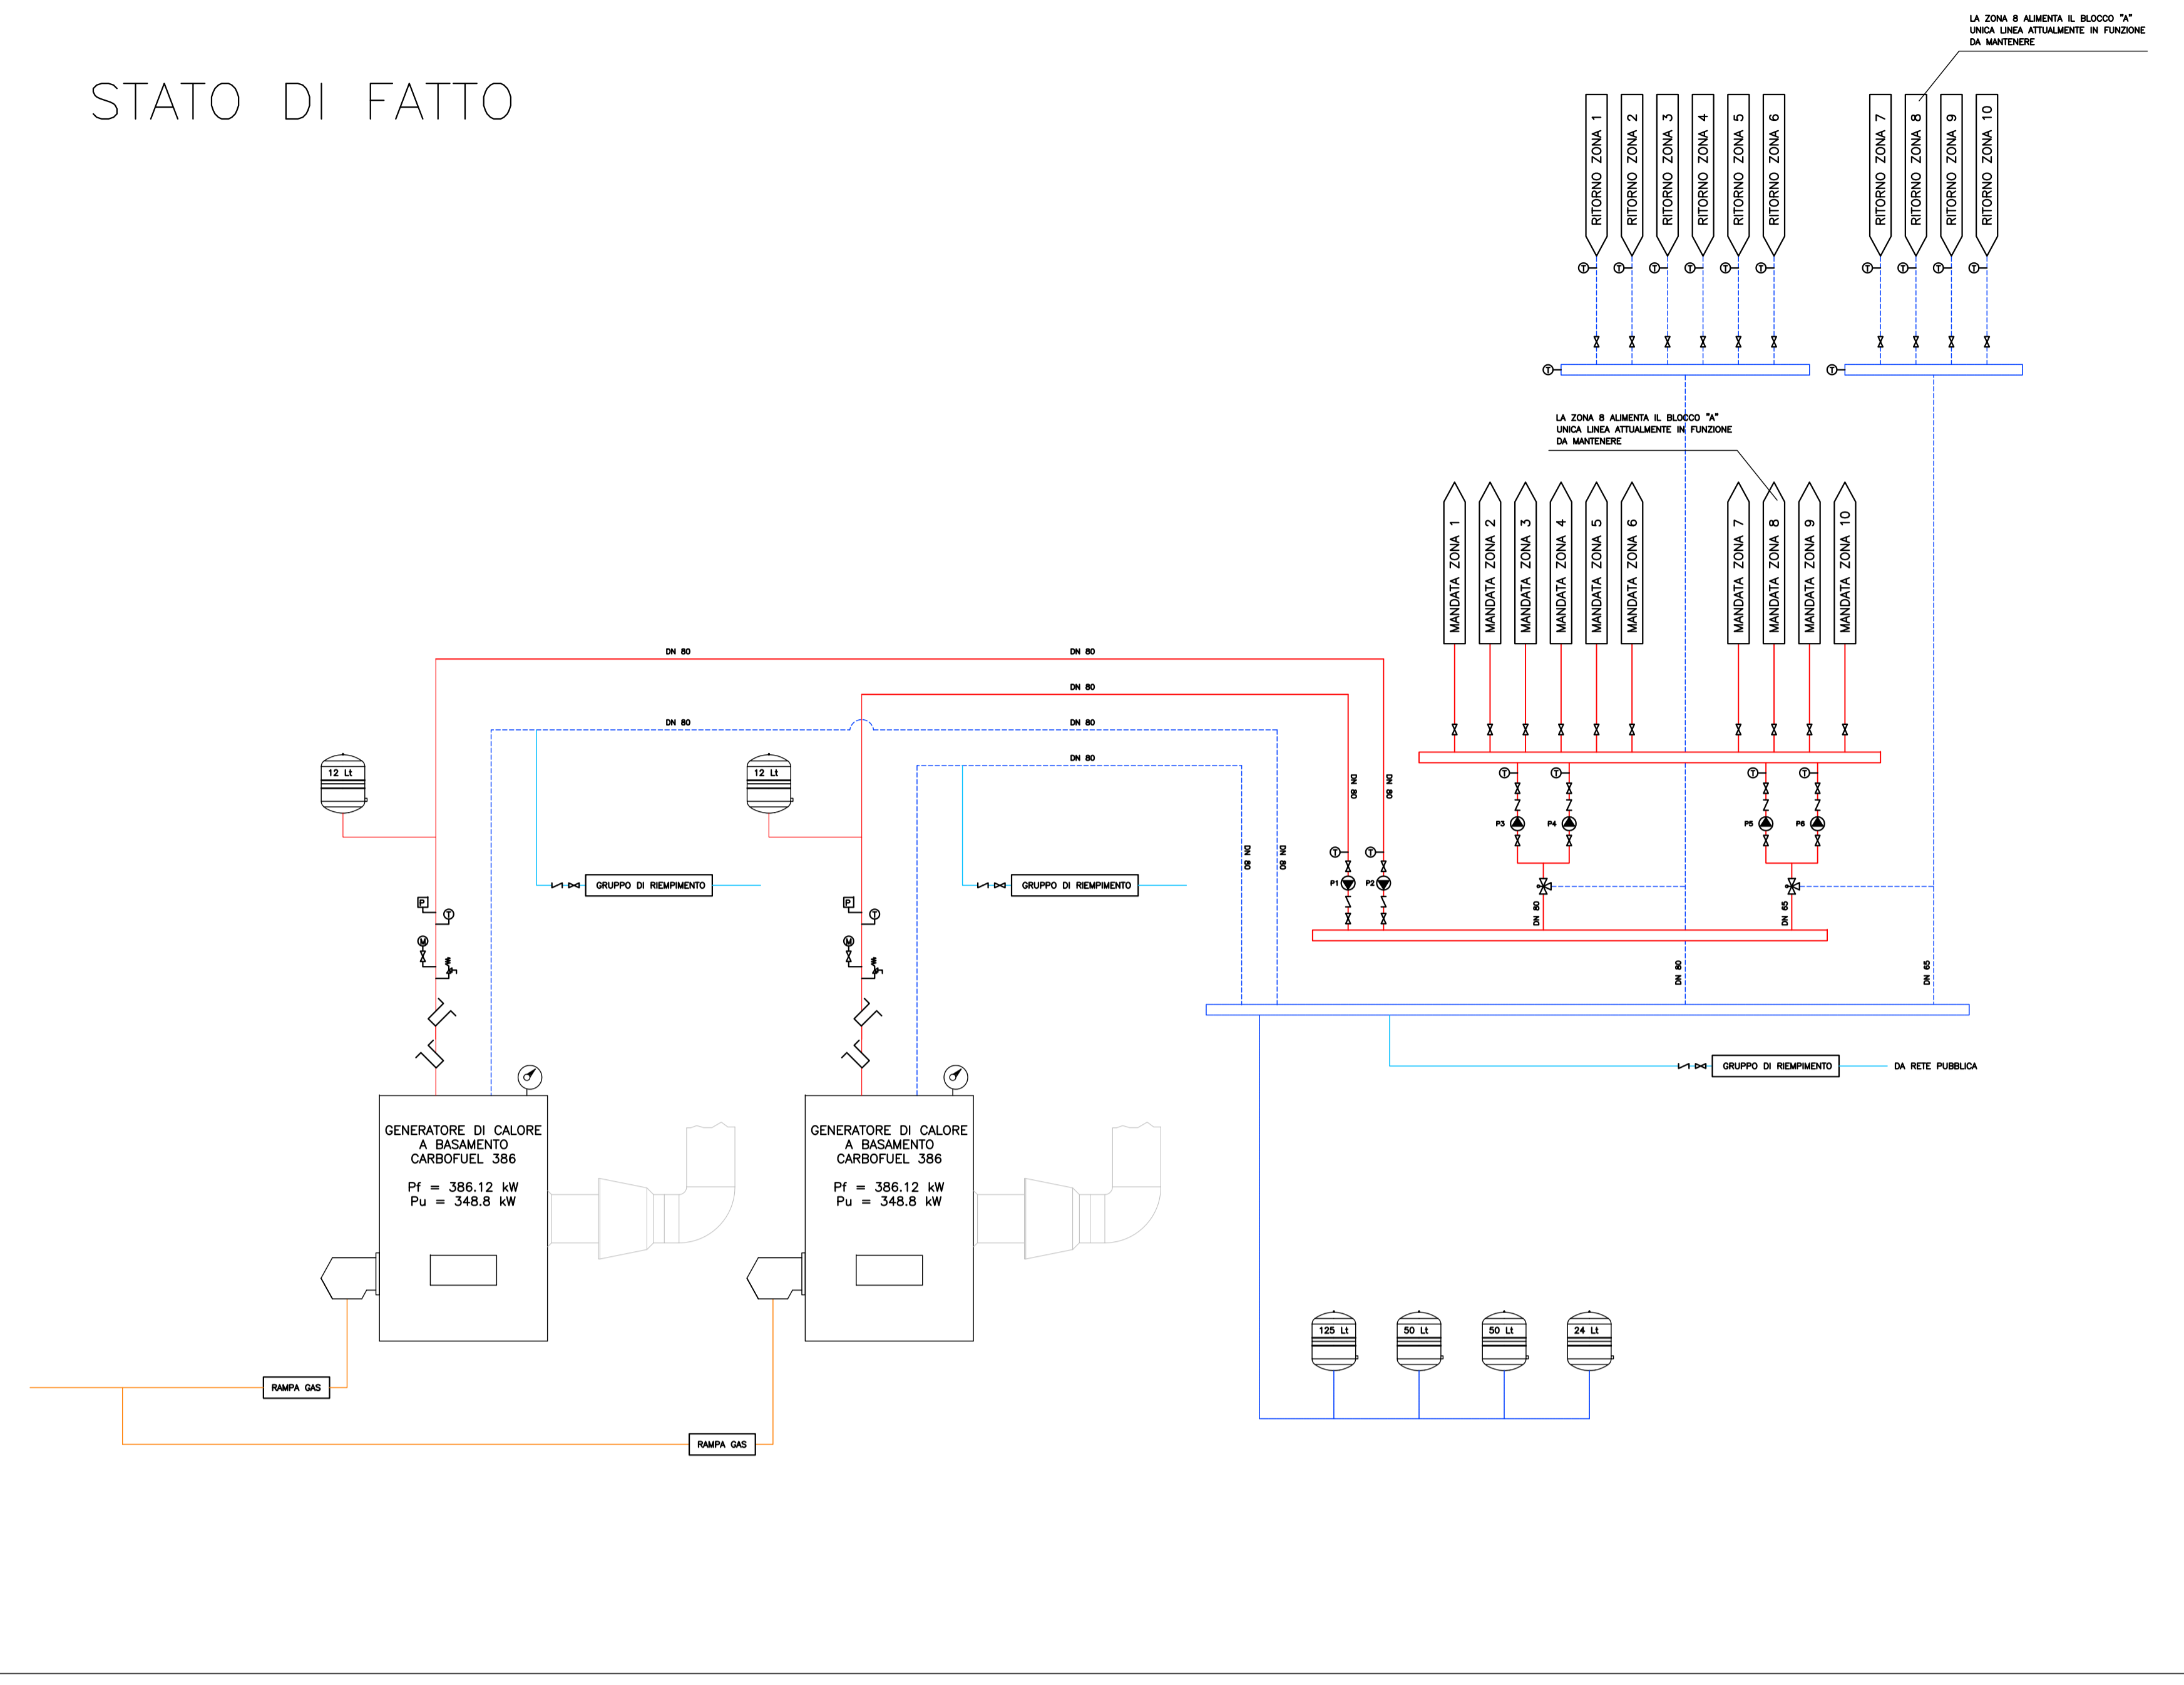 LA ZONA 8 ALIMENTA IL BLOCCO "A"
UNICA LINEA ATTUALMENTE IN FUNZIONE
DA MANTENERE
STATO DI FATTO
RITORNO ZONA 1
RITORNO ZONA 2
RITORNO ZONA 3
RITORNO ZONA 4
RITORNO ZONA 5
RITORNO ZONA 6
RITORNO ZONA 7
RITORNO ZONA 8
RITORNO ZONA 9
RITORNO ZONA 10
T
T
T
T
T
T
T
T
T
T
T
T
LA ZONA 8 ALIMENTA IL BLOCCO "A"
UNICA LINEA ATTUALMENTE IN FUNZIONE
DA MANTENERE
MANDATA ZONA 1
MANDATA ZONA 2
MANDATA ZONA 3
MANDATA ZONA 4
MANDATA ZONA 5
MANDATA ZONA 6
MANDATA ZONA 7
MANDATA ZONA 8
MANDATA ZONA 9
MANDATA ZONA 10
DN 80
DN 80
DN 80
DN 80
DN 80
DN 80
12 Lt
12 Lt
DN 80
DN 80
T
T
T
T
P3
P4
P5
P6
DN 80
DN 80
T
T
P1
P2
GRUPPO DI RIEMPIMENTO
GRUPPO DI RIEMPIMENTO
P
T
P
T
DN 80
DN 65
M
M
DN 80
DN 65
GRUPPO DI RIEMPIMENTO
DA RETE PUBBLICA
GENERATORE DI CALORE
A BASAMENTO
CARBOFUEL 386
Pf = 386.12 kW
Pu = 348.8 kW
GENERATORE DI CALORE
A BASAMENTO
CARBOFUEL 386
Pf = 386.12 kW
Pu = 348.8 kW
125 Lt
50 Lt
50 Lt
24 Lt
RAMPA GAS
RAMPA GAS